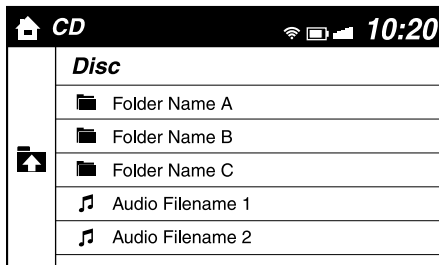 CD 10:20
Disc
Folder Name A
Folder Name B
Folder Name C
Audio Filename 1
Audio Filename 2